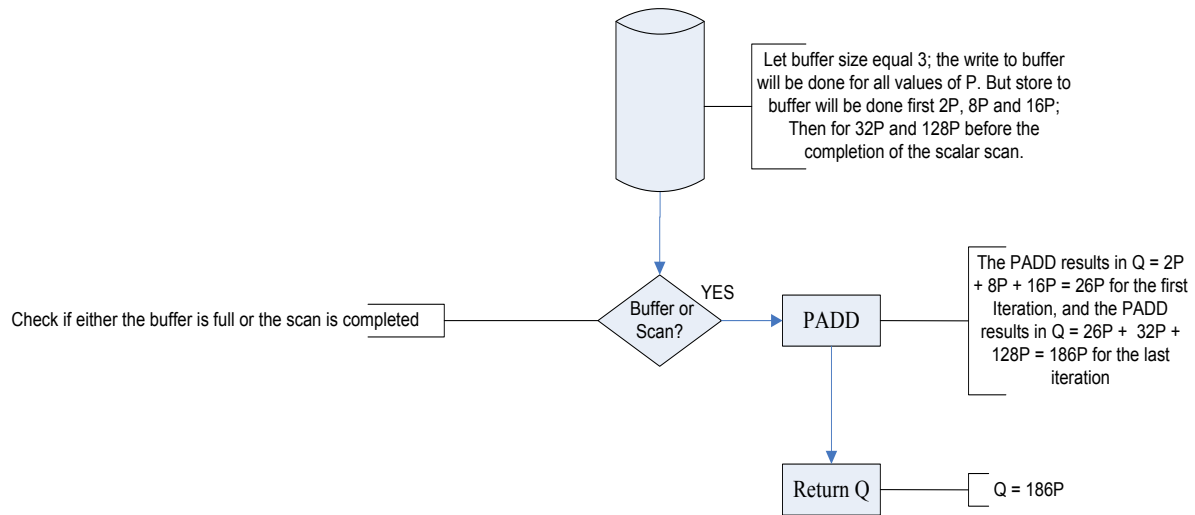 Let buffer size equal 3; the write to buffer
will be done for all values of P. But store to
buffer will be done first 2P, 8P and 16P;
Then for 32P and 128P before the
completion of the scalar scan.
Check if either the buffer is full or the scan is completed
Buffer or
Scan?
YES
PADD
The PADD results in Q = 2P
+ 8P + 16P = 26P for the first
Iteration, and the PADD
results in Q = 26P + 32P +
128P = 186P for the last
iteration
Return Q
Q = 186P